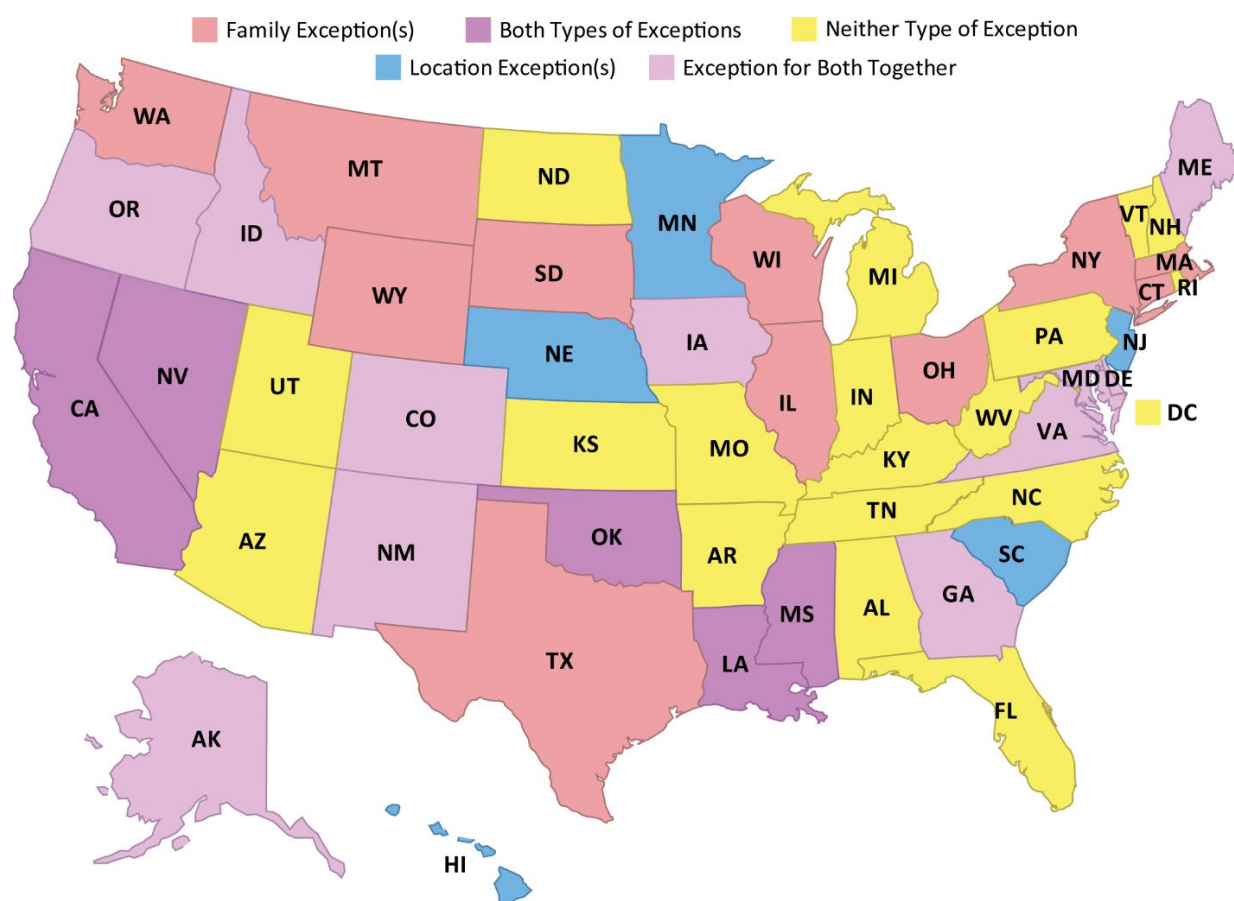 Family Exception(s) Both Types of Exceptions Neither Type of Exception
Location Exception(s) Exception for Both Together
WA
MT
ND
MN
ME
OR
ID
SD
WI
VT
NH
WY
MI
NY
MA
CT
RI
NE
IA
PA
NJ
NV
UT
IL
IN
OH
MD
DE
CA
CO
KS
MO
WV
VA
DC
KY
AZ
NM
OK
AR
TN
NC
SC
TX
LA
MS
AL
GA
FL
AK
HI